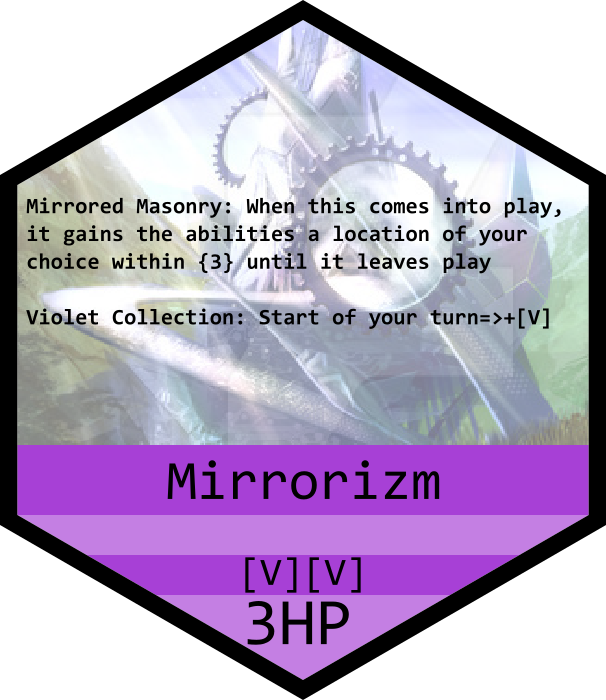 Mirrored Masonry: When this comes into play,
it gains the abilities a location of your
choice within {3} until it leaves play
Violet Collection: Start of your turn=>+[V]
Mirrorizm
[V][V]
3HP